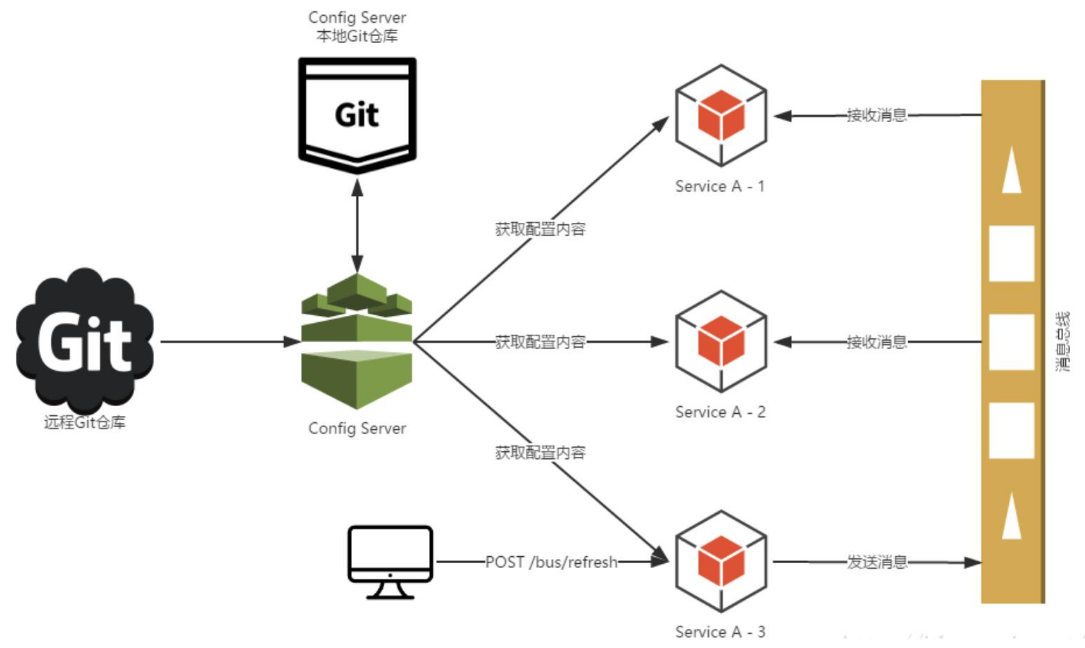 Config Server
本地Git仓库
Git
获取配置内容
Service A - 1
接收消息
Git
远程Git仓库
Config Server
获取配置内容
Service A - 2
接收消息
消息总线
获取配置内容
POST /bus/refresh
Service A - 3
发送消息